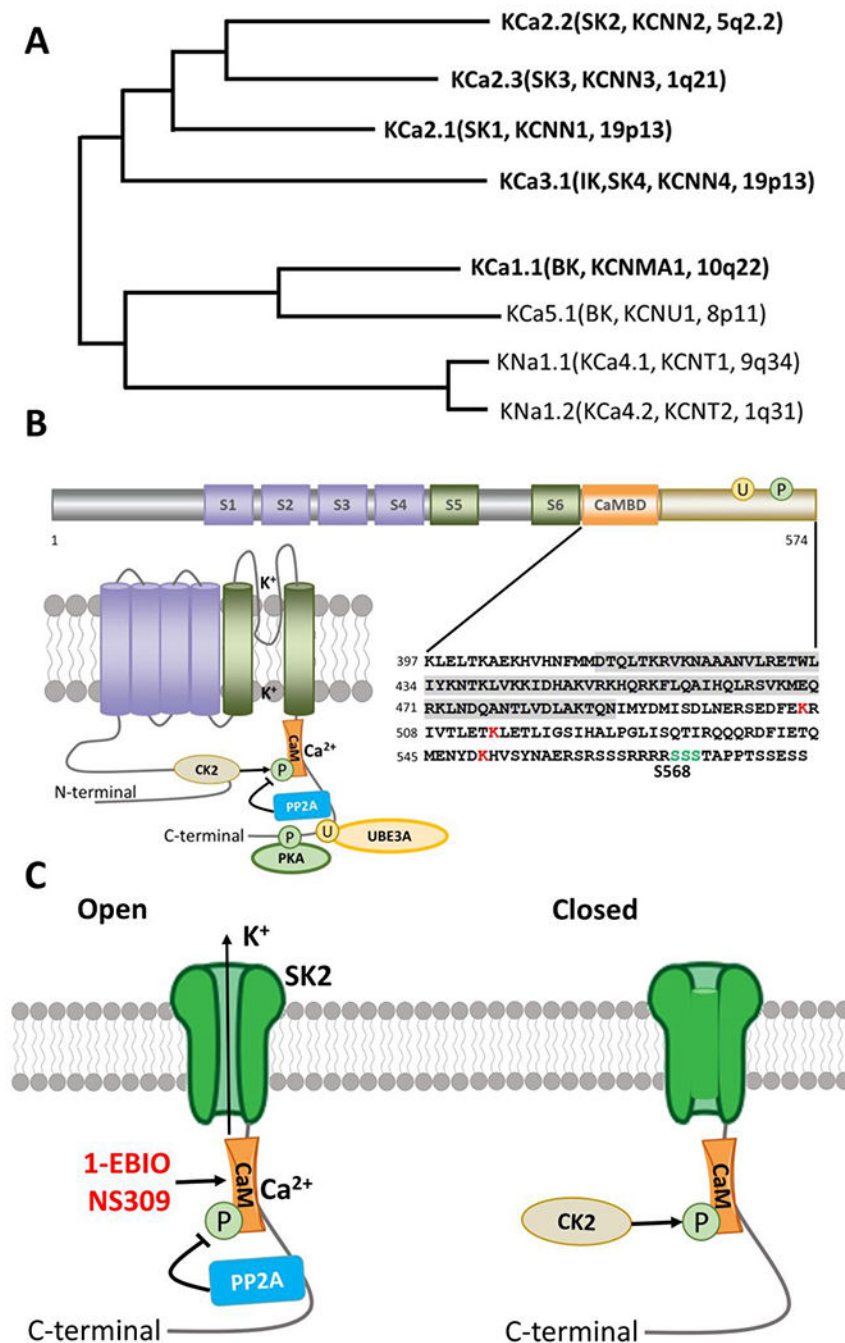 A
KCa2.2(SK2, KCNN2, 5q2.2)
KCa2.3(SK3, KCNN3, 1q21)
KCa2.1(SK1, KCNN1, 19p13)
KCa3.1(IK,SK4, KCNN4, 19p13)
KCa1.1(BK, KCNMA1, 10q22)
KCa5.1(BK, KCNU1, 8p11)
KNa1.1(KCa4.1, KCNT1, 9q34)
KNa1.2(KCa4.2, KCNT2, 1q31)
B
S1 S2 S3 S4 S5 S6 CaMBD U P
1 574
K+
K+
CaM
Ca2+
CK2
P
N-terminal
PP2A
C-terminal
P
U
UBE3A
PKA
397 KLELTKAEKHVHNFMMDTQLTKRVKNAAANVLRETWL
434 IYKNTKLVKKIDHAKVRKHQRKFLQAIHQLRSVKMEQ
471 RKLNDQANTLVDLAKTQNIMYDMISDLNERSEDFEKR
508 IVTLETKLETLIGSIHALPGLISQTIRQQQRDFIETQ
545 MENYDKHVSYNAERSRSSSRRRRSSSTAPPTSSESS
S568
C
Open
Closed
K+
SK2
1-EBIO
NS309
CaM
Ca2+
P
PP2A
C-terminal
CaM
CK2
P
C-terminal